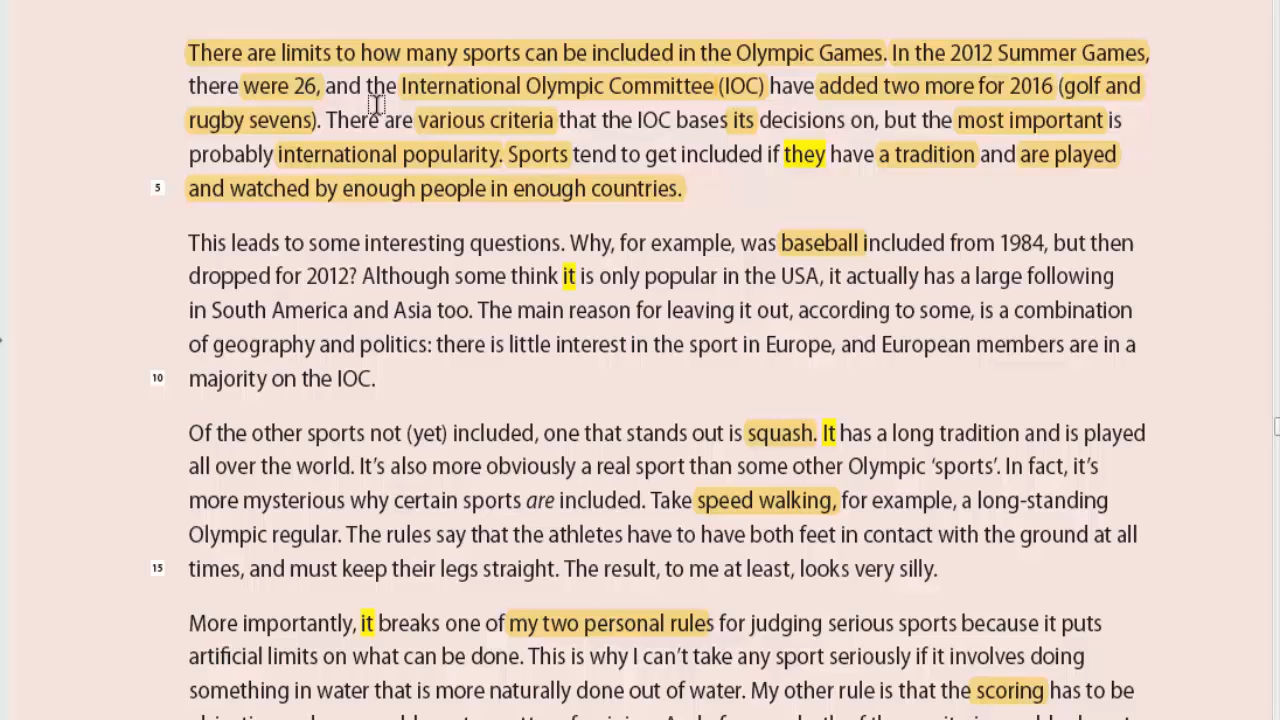 There are limits to how many sports can be included in the Olympic Games. In the 2012 Summer Games,
there were 26, and the International Olympic Committee (IOC) have added two more for 2016 (golf and
rugby sevens). There are various criteria that the IOC bases its decisions on, but the most important is
probably international popularity. Sports tend to get included if they have a tradition and are played
5 and watched by enough people in enough countries.
This leads to some interesting questions. Why, for example, was baseball included from 1984, but then
dropped for 2012? Although some think it is only popular in the USA, it actually has a large following
in South America and Asia too. The main reason for leaving it out, according to some, is a combination
of geography and politics: there is little interest in the sport in Europe, and European members are in a
10 majority on the IOC.
Of the other sports not (yet) included, one that stands out is squash. It has a long tradition and is played
all over the world. It's also more obviously a real sport than some other Olympic 'sports'. In fact, it's
more mysterious why certain sports are included. Take speed walking, for example, a long-standing
Olympic regular. The rules say that the athletes have to have both feet in contact with the ground at all
15 times, and must keep their legs straight. The result, to me at least, looks very silly.
More importantly, it breaks one of my two personal rules for judging serious sports because it puts
artificial limits on what can be done. This is why I can't take any sport seriously if it involves doing
something in water that is more naturally done out of water. My other rule is that the scoring has to be